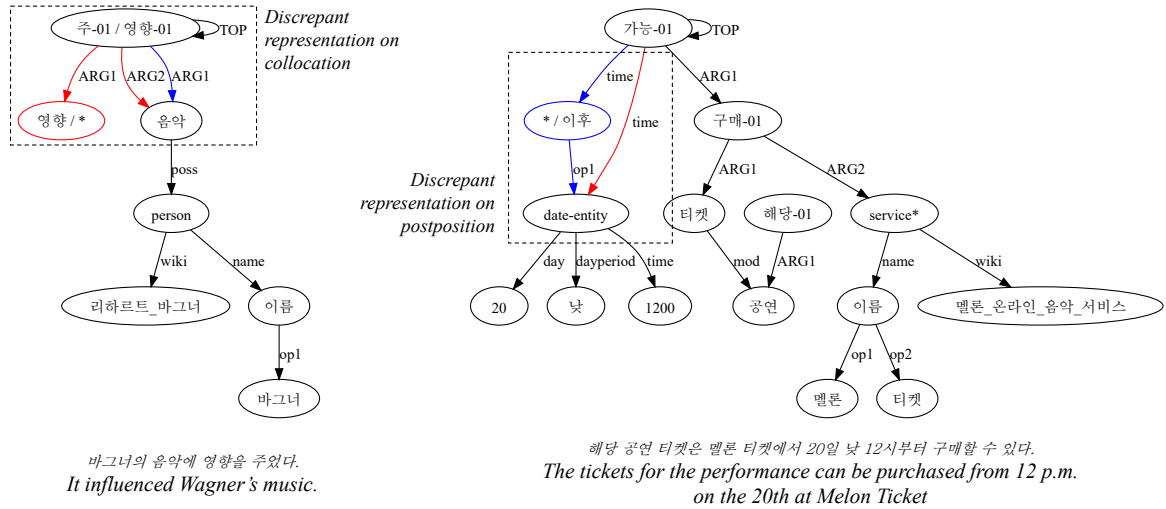 주-01 / 영향-01
TOP
Discrepant
representation on
collocation
ARG1
ARG2
ARG1
영향 / *
음악
poss
person
wiki
name
리하르트_바그너
이름
op1
바그너
바그너의 음악에 영향을 주었다.
It influenced Wagner's music.
가능-01
TOP
time
time
ARG1
* / 이후
구매-01
op1
Discrepant
representation on
postposition
ARG1
ARG2
date-entity
티켓
해당-01
service*
day
dayperiod
time
mod
ARG1
name
wiki
20
낮
1200
공연
이름
멜론_온라인_음악_서비스
op1
op2
멜론
티켓
해당 공연 티켓은 멜론 티켓에서 20일 낮 12시부터 구매할 수 있다.
The tickets for the performance can be purchased from 12 p.m.
on the 20th at Melon Ticket